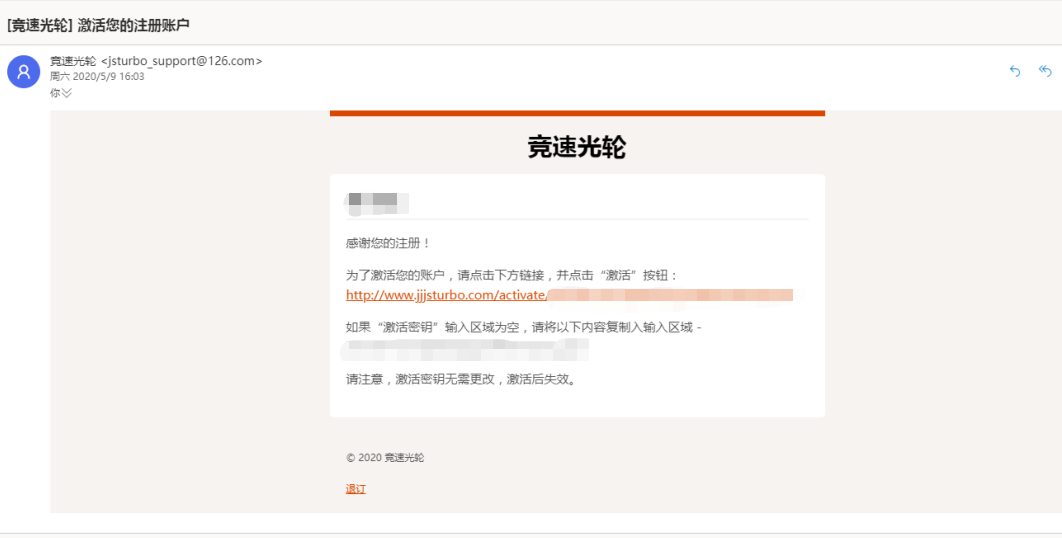 [竞速光轮] 激活您的注册账户
竞速光轮 <jsturbo_support@126.com>
周六 2020/5/9 16:03
你
竞速光轮
感谢您的注册！
为了激活您的账户，请点击下方链接，并点击“激活”按钮：
http://www.jjjsturbo.com/activate/
如果“激活密钥”输入区域为空，请将以下内容复制入输入区域 -
请注意，激活密钥无需更改，激活后失效。
© 2020 竞速光轮
退订